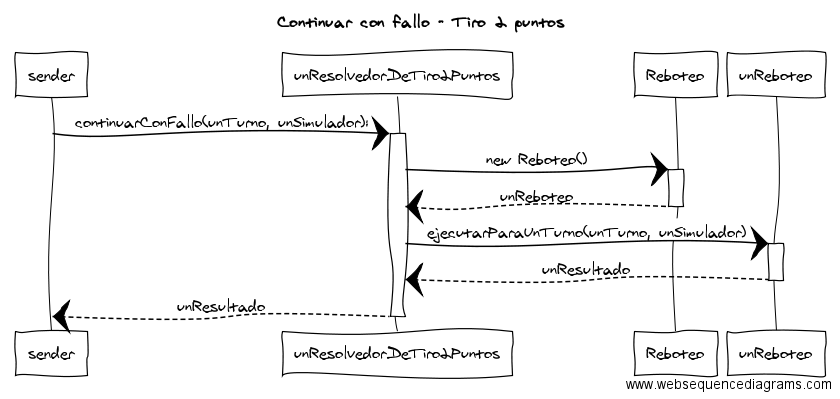 Continuar con fallo - Tiro 2 puntos
sender
unResolvedorDeTiro2Puntos
Reboteo
unReboteo
continuarConFallo(unTurno, unSimulador);
new Reboteo()
unReboteo
ejecutarParaUnTurno(unTurno, unSimulador)
unResultado
unResultado
sender
unResolvedorDeTiro2Puntos
Reboteo
unReboteo
www.websequencediagrams.com